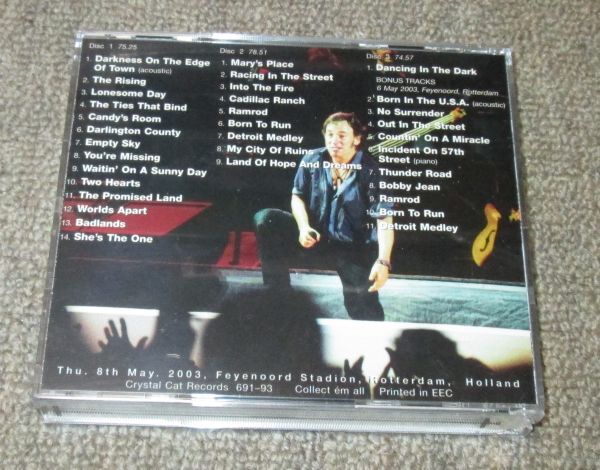 Disc 1 75.25
1. Darkness On The Edge
Of Town (acoustic)
2. The Rising
3. Lonesome Day
4. The Ties That Bind
5. Candy's Room
6. Darlington County
7. Empty Sky
8. You're Missing
9. Waitin' On A Sunny Day
10. Two Hearts
11. The Promised Land
12. Worlds Apart
13. Badlands
14. She's The One
Disc 2 78.51
1. Mary's Place
2. Racing In The Street
3. Into The Fire
4. Cadillac Ranch
5. Ramrod
6. Born To Run
7. Detroit Medley
8. My City Of Ruins
9. Land Of Hope And Dreams
Disc 3 74,57
1. Dancing In The Dark
BONUS TRACKS
6 May 2003, Feyenoord, Rotterdam
2. Born In The U.S.A. (acoustic)
3. No Surrender
4. Out In The Street
5. Countin' On A Miracle
6. Incident On 57th
Street (piano)
7. Thunder Road
8. Bobby Jean
9. Ramrod
10. Born To Run
11. Detroit Medley
Thu. 8th May. 2003, Feyenoord Stadion, Rotterdam, Holland
Crystal Cat Records 691-93 Collect ém all Printed in EEC